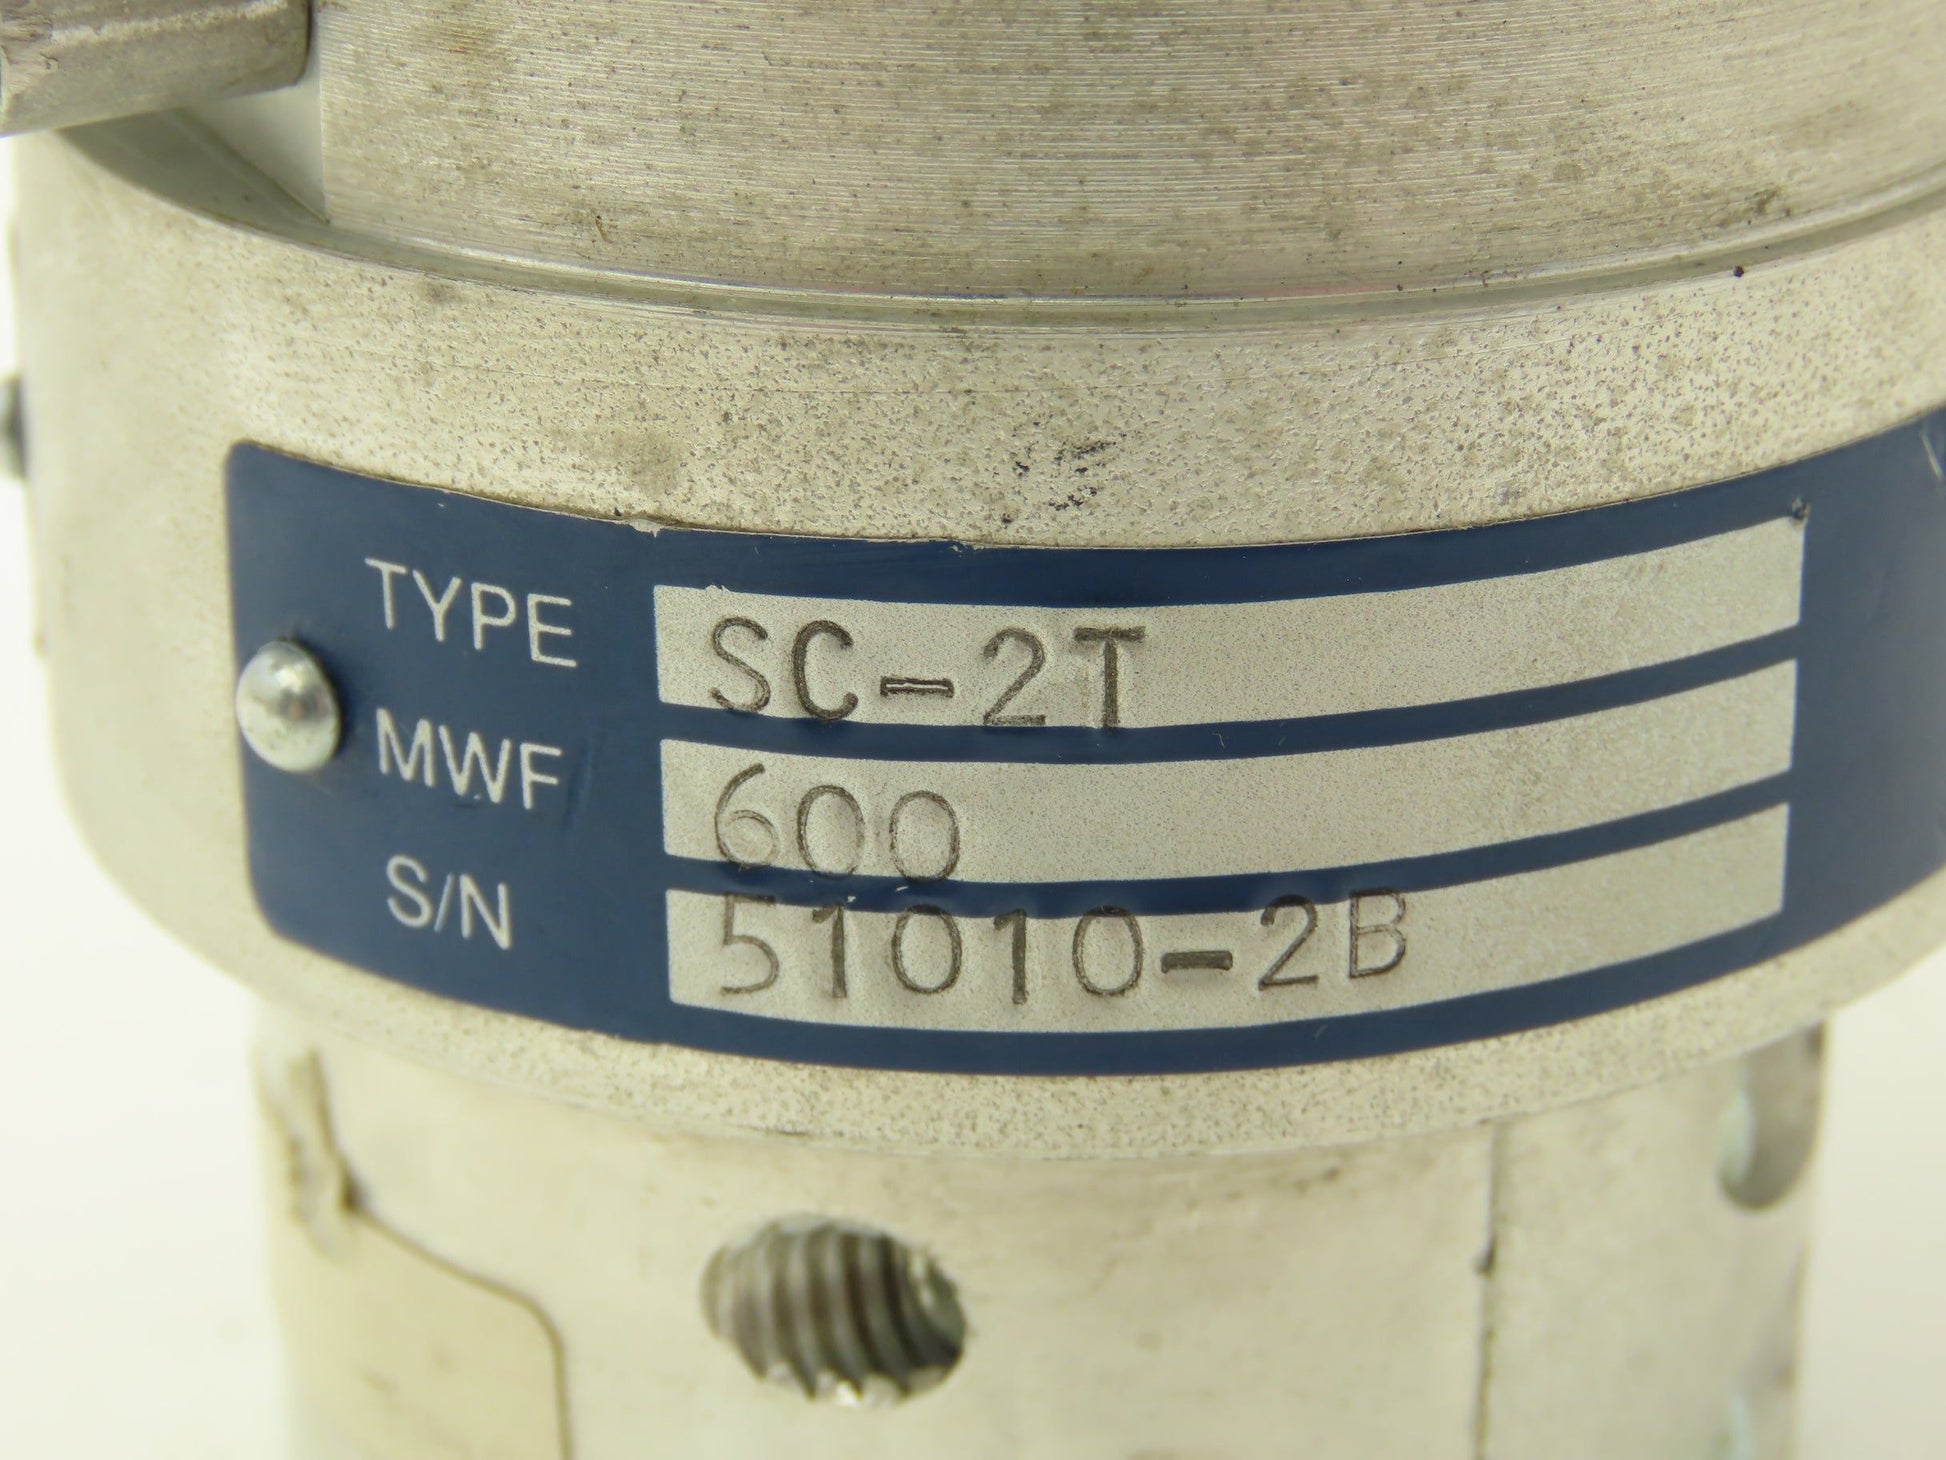 TYPE SC-2T
MWF 600
S/N 51010-2B